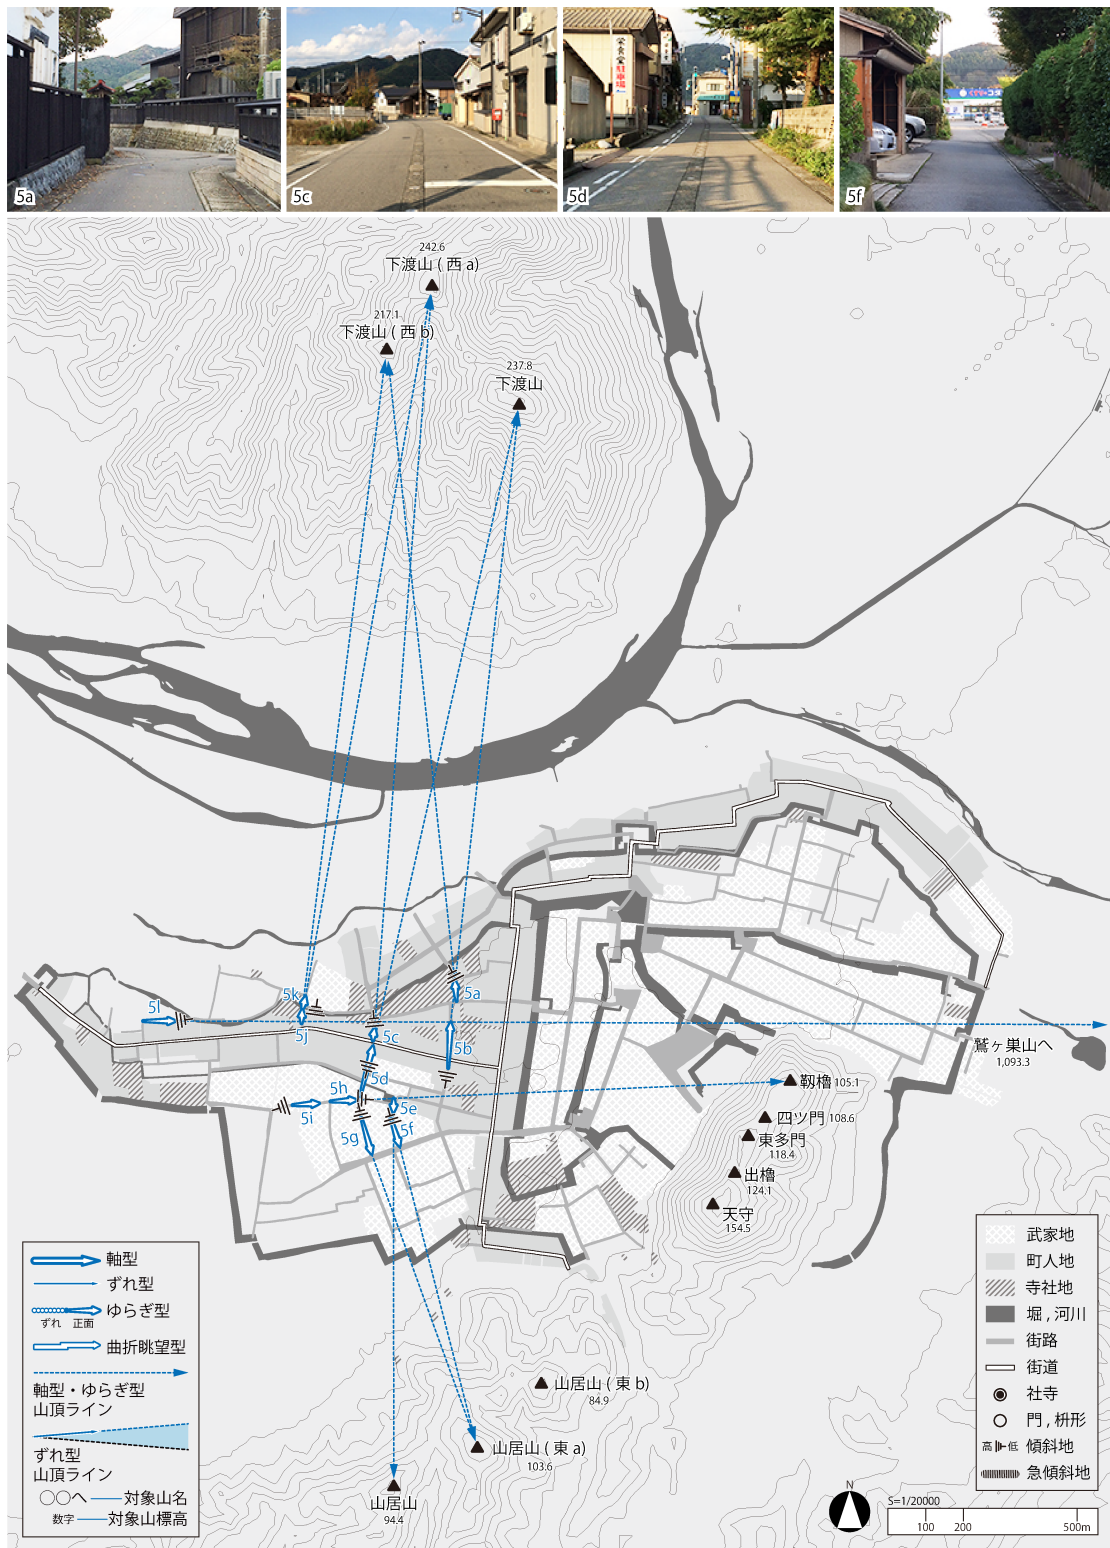 5a
5c
5d
5f
栄食堂
駐車場
242.6
下渡山 ( 西 a)
217.1
下渡山 ( 西 b)
237.8
下渡山
5k
5l
5j
5a
5c
5b
5d
5h
5i
5e
5g
5f
鷲ヶ巣山へ
1,093.3
靱櫓 105.1
四ツ門 108.6
東多門
118.4
出櫓
124.1
天守
154.5
山居山 ( 東 b)
84.9
山居山 ( 東 a)
103.6
山居山
94.4
軸型
ずれ型
ゆらぎ型
ずれ 正面
曲折眺望型
軸型・ゆらぎ型
山頂ライン
ずれ型
山頂ライン
○○へ 対象山名
数字 対象山標高
武家地
町人地
寺社地
堀 , 河川
街路
街道
社寺
門 , 枡形
高 低 傾斜地
急傾斜地
N
S=1/20000
100 200 500m